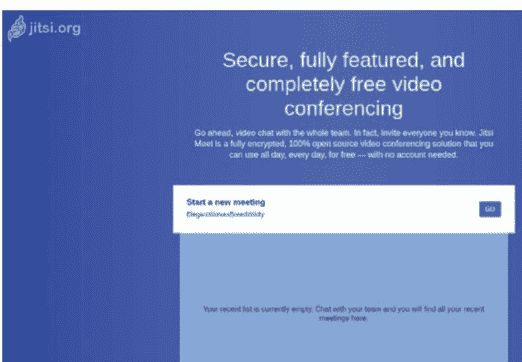 jitsi.org
Secure, fully featured, and
completely free video
conferencing
Go ahead, video chat with the whole team. In fact, invite everyone you know. Jitsi
Meet is a fully encrypted, 100% open source video conferencing solution that you
can use all day, every day, for free — with no account needed.
Start a new meeting
GO
Your recent list is currently empty. Chat with your team and you will find all your recent
meetings here.